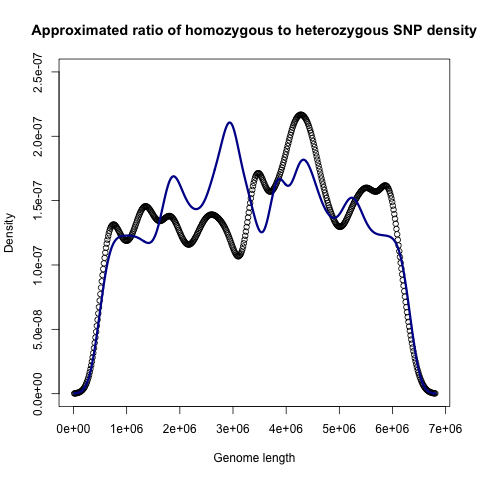 Approximated ratio of homozygous to heterozygous SNP density
2.5e-07
2.0e-07
1.5e-07
1.0e-07
5.0e-08
0.0e+00
Density
0e+00 1e+06 2e+06 3e+06 4e+06 5e+06 6e+06 7e+06
Genome length